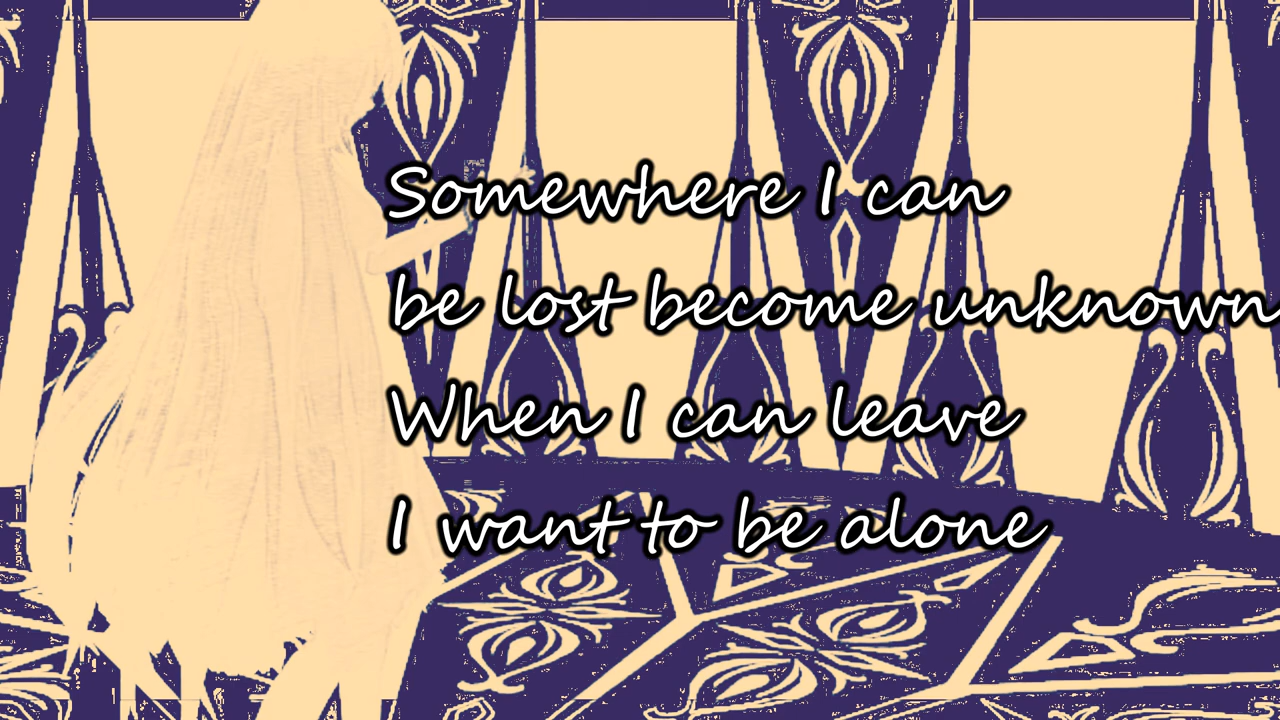 Somewhere I can
be lost become unknown
When I can leave
I want to be alone